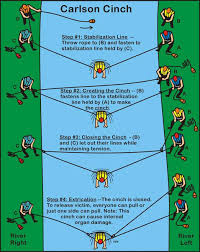 Carlson Cinch
Step #1: Stabilization Line -
Throw rope to (B) and fasten to
stabilization line held by (C).
Step #2: Creating the Cinch - (B)
fastens line to the stabilization
line held by (A) to make
the cinch.
Step #3: Closing the Cinch - (B)
and (C) let out their lines while
maintaining tension.
Step #4: Extrication - The cinch is closed.
To release victim, everyone can pull or
just one side can pull. Note: This
cinch can cause internal
organ damage.
River
Right
River
Left